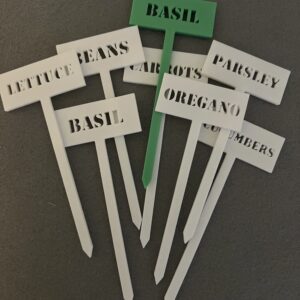 BASIL
BEANS
LETTUCE
CARROTS
PARSLEY
OREGANO
BASIL
CUCUMBERS